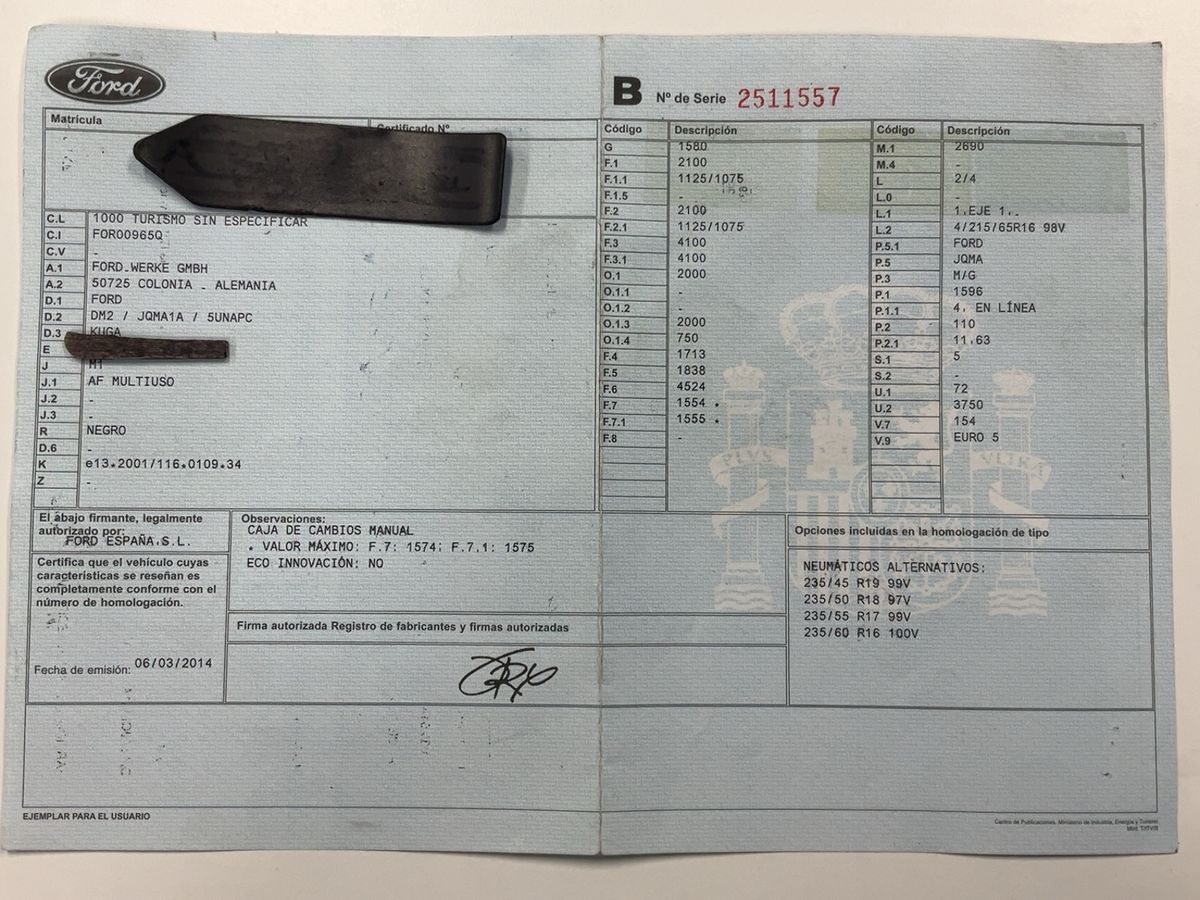 Ford
B Nº de Serie 2511557
Matrícula
Certificado Nº
C.L 1000 TURISMO SIN ESPECIFICAR
C.I FOR00965Q
C.V -
A.1 FORD-WERKE GMBH
A.2 50725 COLONIA - ALEMANIA
D.1 FORD
D.2 DM2 / JQMA1A / 5UNAPC
D.3 KUGA
E
J M1
J.1 AF MULTIUSO
J.2 -
J.3 -
R NEGRO
D.6 -
K e13*2001/116*0109*34
Z -
Código Descripción
G 1580
F.1 2100
F.1.1 1125/1075
F.1.5 -
F.2 2100
F.2.1 1125/1075
F.3 4100
F.3.1 4100
O.1 2000
O.1.1 -
O.1.2 -
O.1.3 2000
O.1.4 750
F.4 1713
F.5 1838
F.6 4524
F.7 1554 *
F.7.1 1555 *
F.8 -
Código Descripción
M.1 2690
M.4 -
L 2/4
L.0 -
L.1 1.EJE 1.-
L.2 4/215/65R16 98V
P.5.1 FORD
P.5 JQMA
P.3 M/G
P.1 1596
P.1.1 4, EN LÍNEA
P.2 110
P.2.1 11,63
S.1 5
S.2 -
U.1 72
U.2 3750
V.7 154
V.9 EURO 5
PLVS VLTRA
El abajo firmante, legalmente
autorizado por:
FORD ESPAÑA,S.L.
Certifica que el vehículo cuyas
características se reseñan es
completamente conforme con el
número de homologación.
Fecha de emisión: 06/03/2014
Observaciones:
CAJA DE CAMBIOS MANUAL
* VALOR MÁXIMO: F.7: 1574; F.7.1: 1575
ECO INNOVACIÓN: NO
Firma autorizada Registro de fabricantes y firmas autorizadas
Opciones incluidas en la homologación de tipo
NEUMÁTICOS ALTERNATIVOS:
235/45 R19 99V
235/50 R18 97V
235/55 R17 99V
235/60 R16 100V
EJEMPLAR PARA EL USUARIO
Centro de Publicaciones. Ministerio de Industria, Energía y Turismo